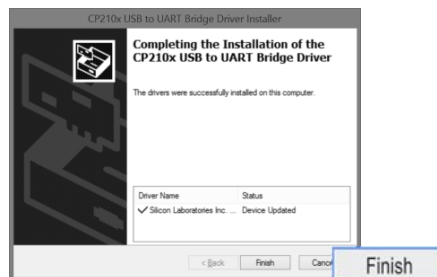 CP210x USB to UART Bridge Driver Installer
Completing the Installation of the
CP210x USB to UART Bridge Driver
The drivers were successfully installed on this computer.
Driver Name Status
Silicon Laboratories Inc. ... Device Updated
< Back Finish Cancel
Finish